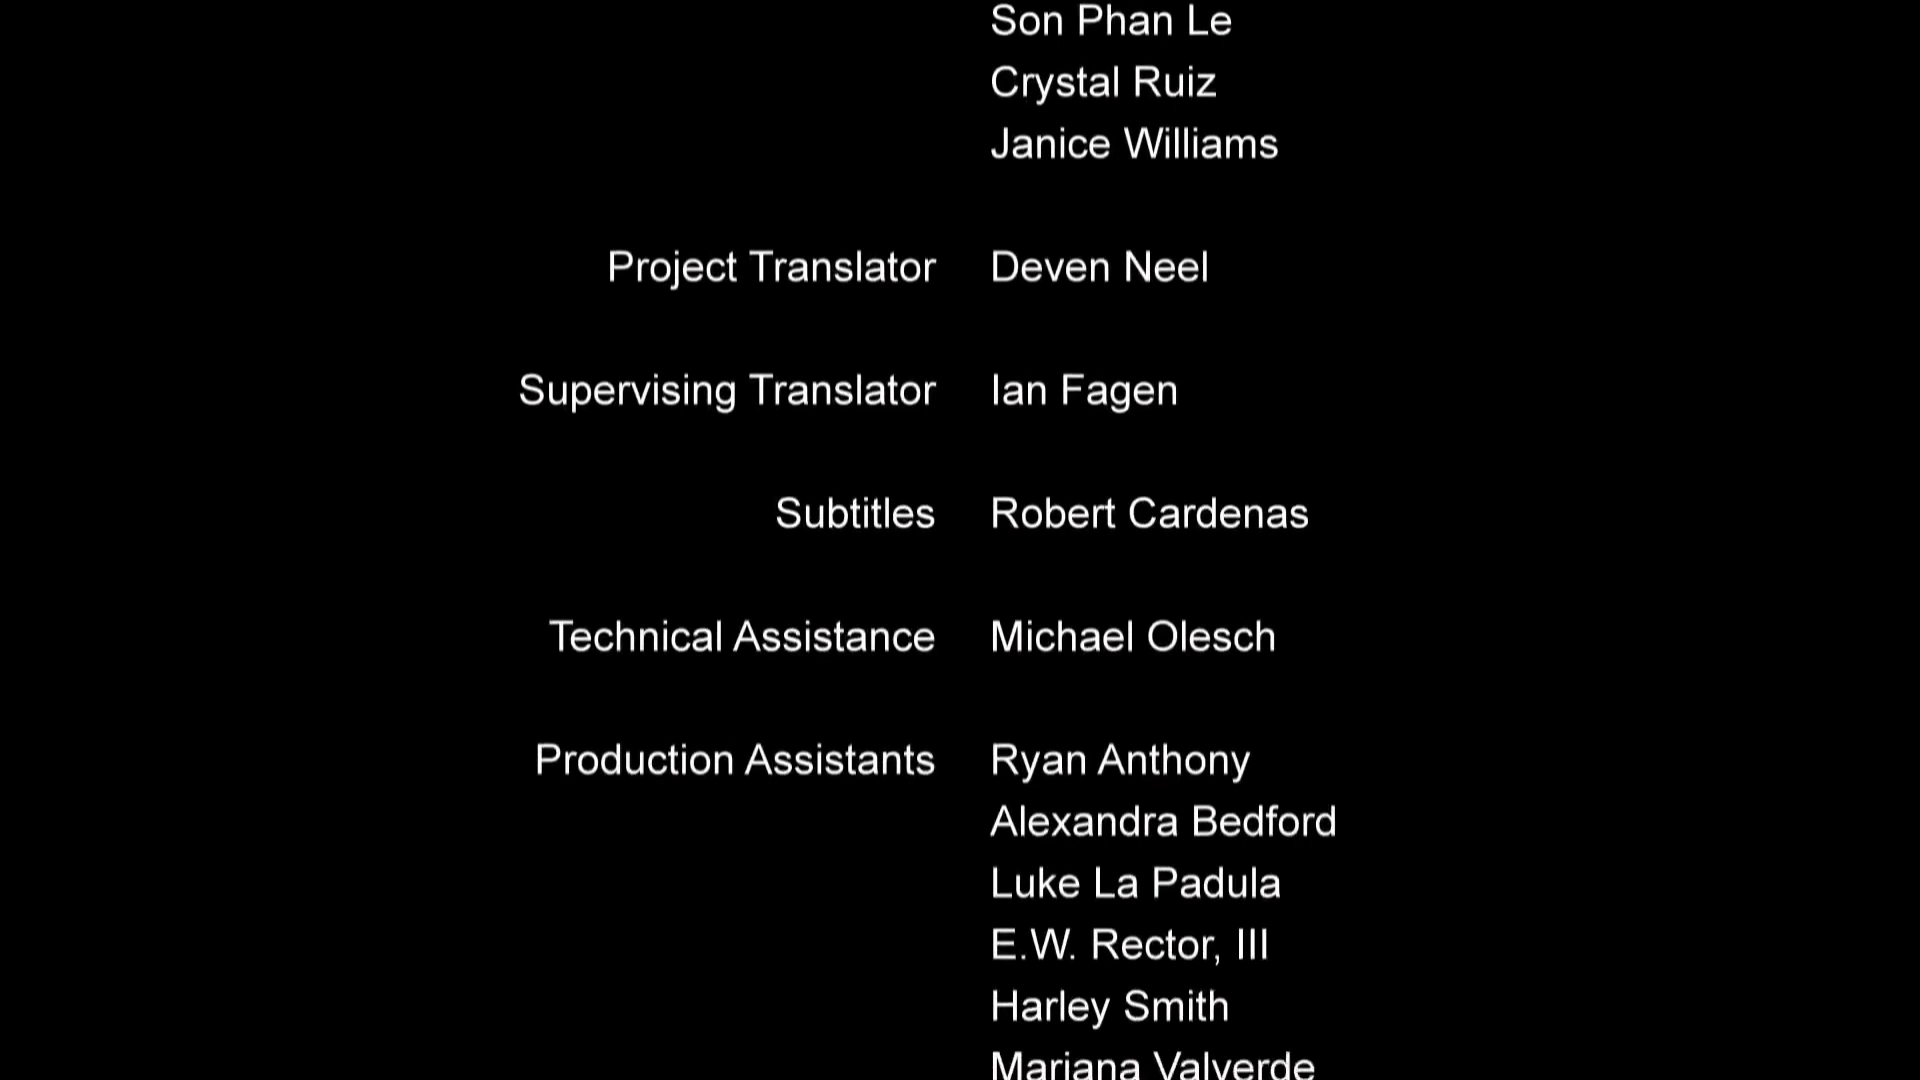 Son Phan Le
Crystal Ruiz
Janice Williams
Project Translator Deven Neel
Supervising Translator Ian Fagen
Subtitles Robert Cardenas
Technical Assistance Michael Olesch
Production Assistants Ryan Anthony
Alexandra Bedford
Luke La Padula
E.W. Rector, III
Harley Smith
Mariana Valverde